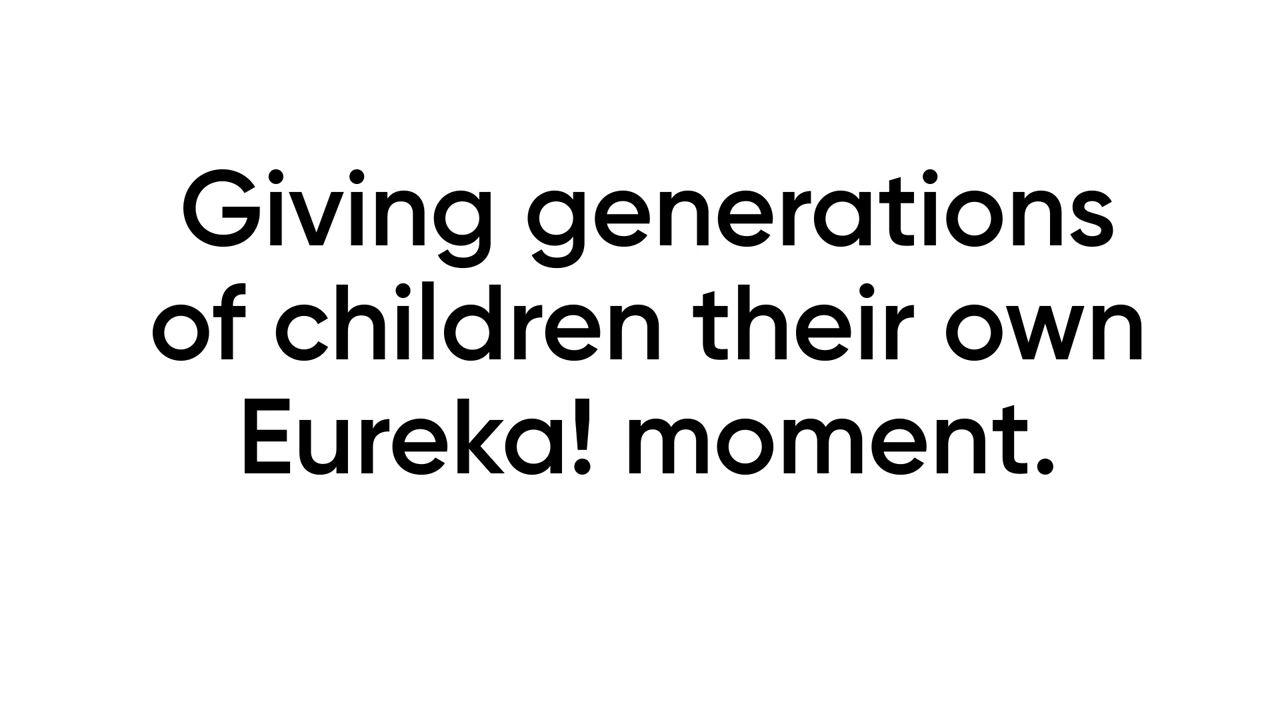 Giving generations
of children their own
Eureka! moment.